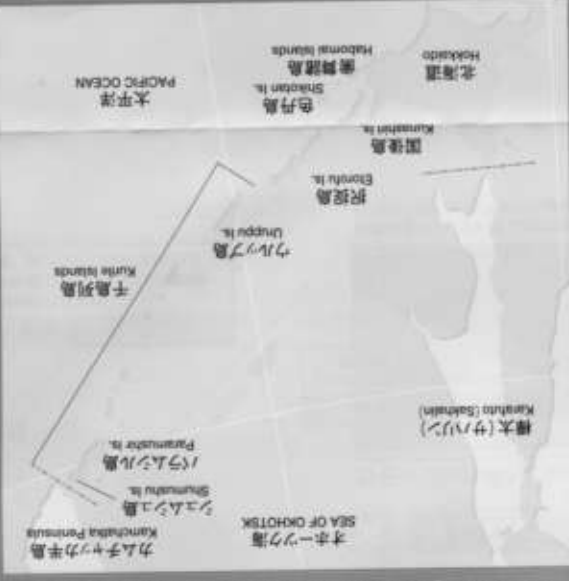 カムチャッカ半島
Kamchatka Peninsula
オホーツク海
SEA OF OKHOTSK
シュムシュ島
Shumushu Is.
パラムシル島
Paramushir Is.
樺太(サハリン)
Karafuto (Sakhalin)
千島列島
Kurile Islands
ウルップ島
Uruppu Is.
択捉島
Etorofu Is.
国後島
Kunashiri Is.
色丹島
Shikotan Is.
歯舞諸島
Habomai Islands
北海道
Hokkaido
太平洋
PACIFIC OCEAN